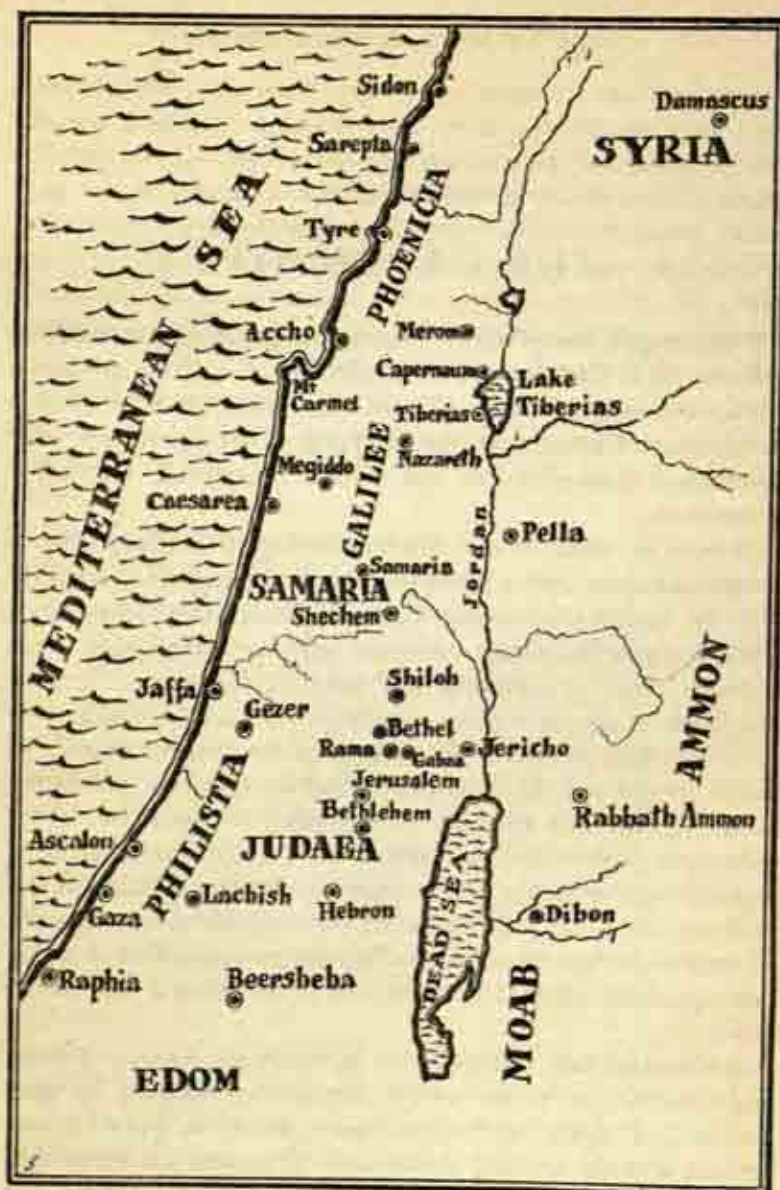 Sidon
Damascus
SYRIA
Sarepta
Tyre
PHOENICIA
MEDITERRANEAN SEA
Accho
Merom
Mt
Carmel
Capernaum
Lake
Tiberias
Tiberias
Nazareth
GALILEE
Megiddo
Caesarea
Jordan
Pella
Samaria
SAMARIA
Shechem
Jaffa
Shiloh
AMMON
Gezer
Bethel
Rama
Gabaa
Jericho
Jerusalem
Rabbath Ammon
Bethlehem
PHILISTIA
JUDAEA
Ascalon
Gaza
Lachish
Hebron
DEAD SEA
Dibon
Raphia
Beersheba
MOAB
EDOM